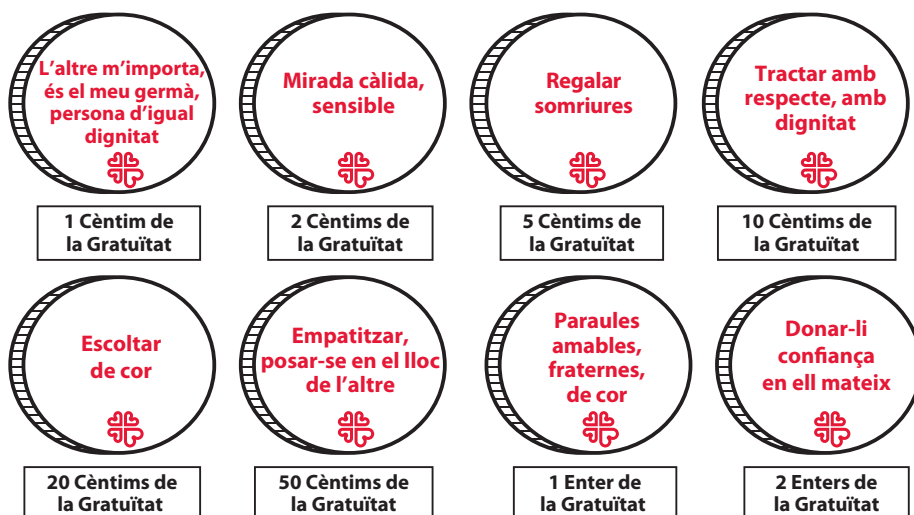 L'altre m'importa,
és el meu germà,
persona d'igual
dignitat
1 Cèntim de
la Gratuïtat
Mirada càlida,
sensible
2 Cèntims de
la Gratuïtat
Regalar
somriures
5 Cèntims de
la Gratuïtat
Tractar amb
respecte, amb
dignitat
10 Cèntims de
la Gratuïtat
Escoltar
de cor
20 Cèntims de
la Gratuïtat
Empatitzar,
posar-se en el lloc
de l'altre
50 Cèntims de
la Gratuïtat
Paraules
amables,
fraternes,
de cor
1 Enter de
la Gratuïtat
Donar-li
confiança
en ell mateix
2 Enters de
la Gratuïtat